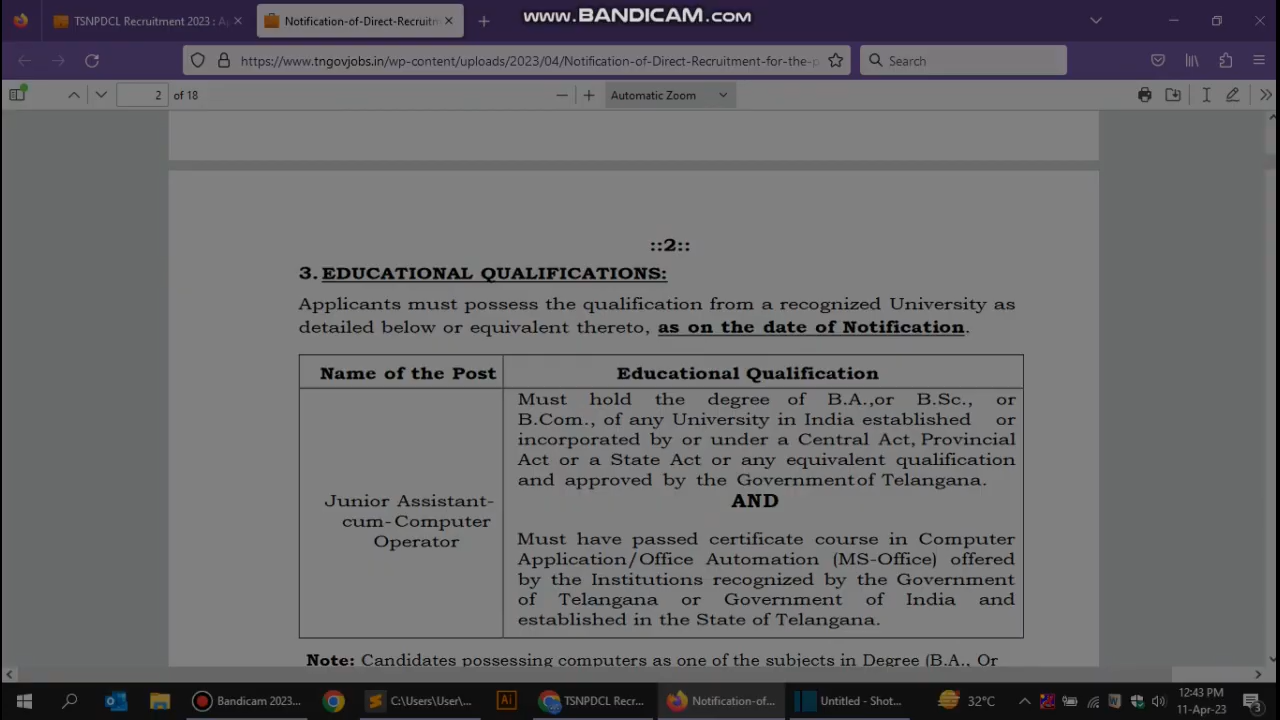 www.BANDICAM.com
TSNPDCL Recruitment 2023 : Ap
Notification-of-Direct-Recruitm
https://www.tngovjobs.in/wp-content/uploads/2023/04/Notification-of-Direct-Recruitment-for-the-p
Search
2 of 18
Automatic Zoom
::2::
3. EDUCATIONAL QUALIFICATIONS:
Applicants must possess the qualification from a recognized University as
detailed below or equivalent thereto, as on the date of Notification.
Name of the Post
Educational Qualification
Junior Assistant-
cum-Computer
Operator
Must hold the degree of B.A.,or B.Sc., or
B.Com., of any University in India established or
incorporated by or under a Central Act, Provincial
Act or a State Act or any equivalent qualification
and approved by the Government of Telangana.
AND
Must have passed certificate course in Computer
Application/Office Automation (MS-Office) offered
by the Institutions recognized by the Government
of Telangana or Government of India and
established in the State of Telangana.
Note: Candidates possessing computers as one of the subjects in Degree (B.A., Or
Bandicam 2023...
C:\Users\User\...
Ai
TSNPDCL Recr...
Notification-of...
Untitled - Shot...
32°C
12:43 PM
11-Apr-23
3